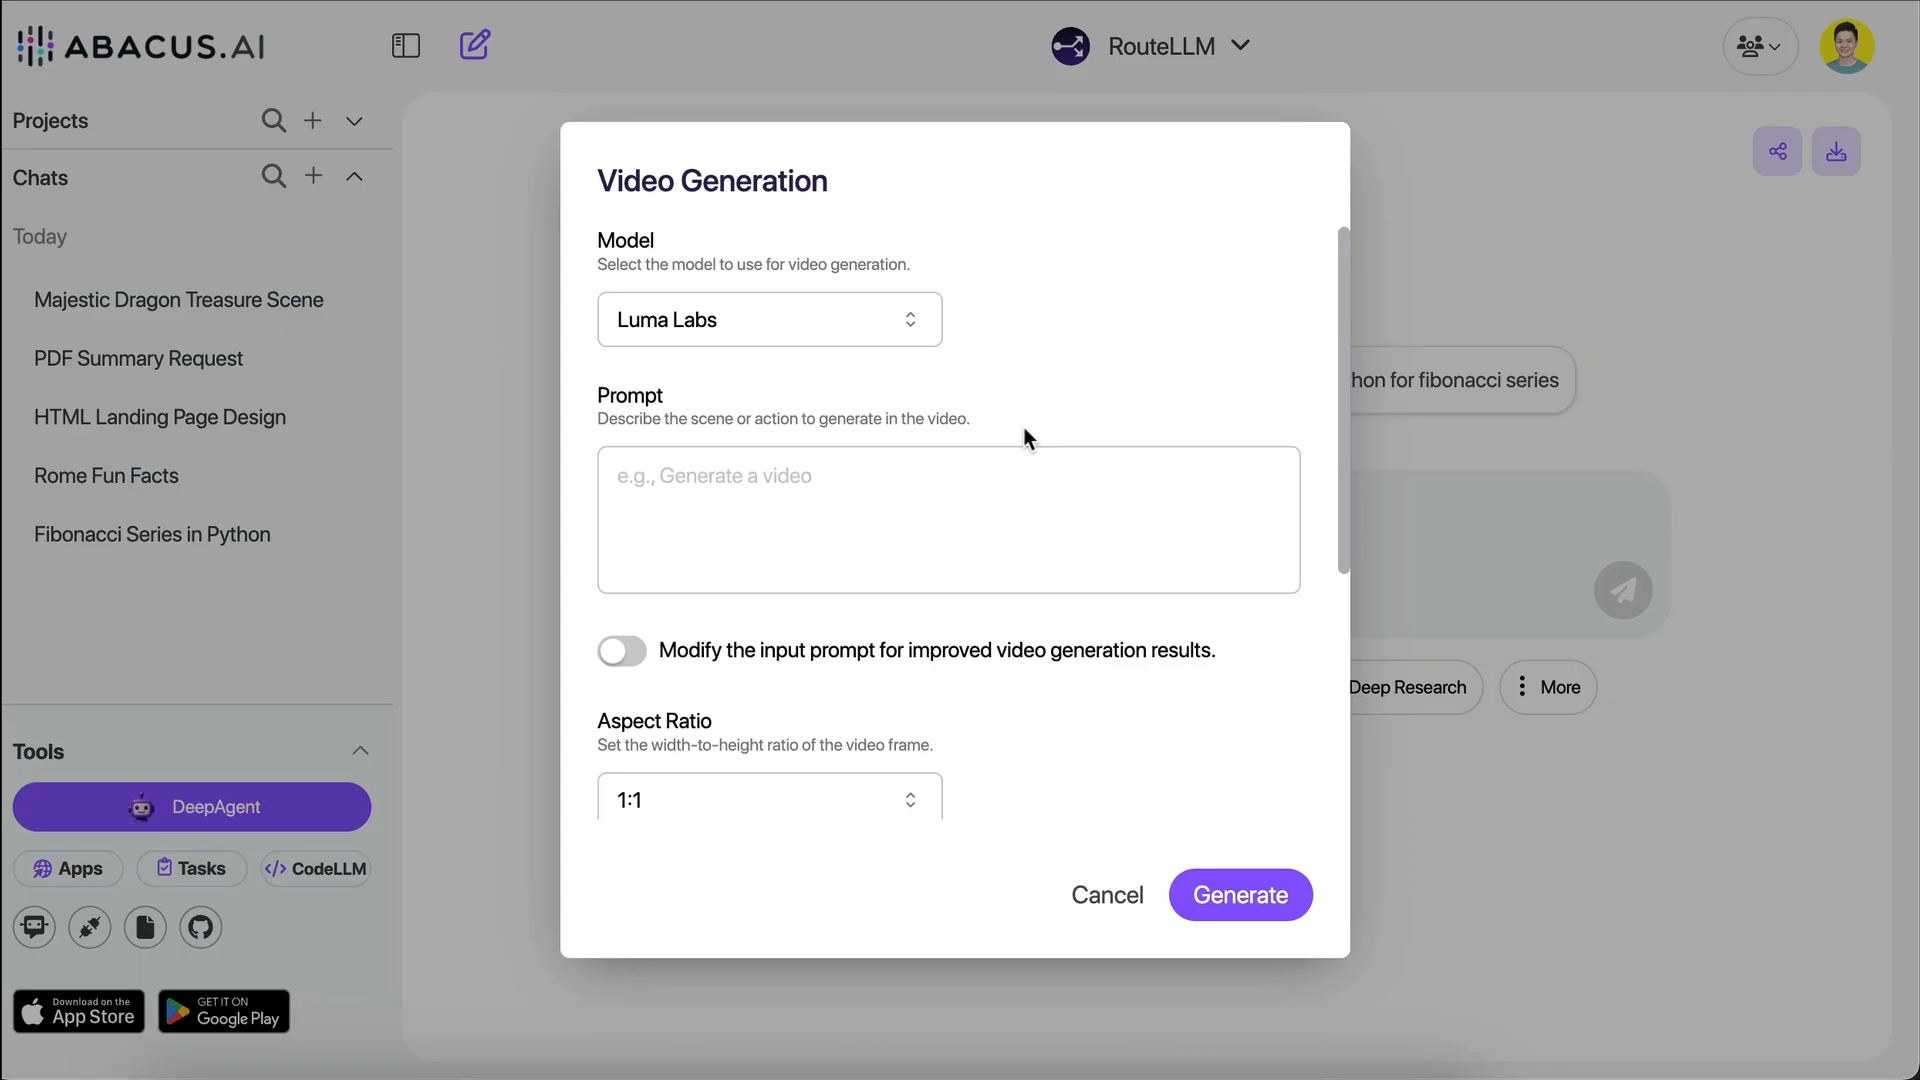 ABACUS.AI
RouteLLM
Projects
Chats
Today
Majestic Dragon Treasure Scene
PDF Summary Request
HTML Landing Page Design
Rome Fun Facts
Fibonacci Series in Python
Tools
DeepAgent
Apps
Tasks
</> CodeLLM
Download on the
App Store
GET IT ON
Google Play
Video Generation
Model
Select the model to use for video generation.
Luma Labs
Prompt
Describe the scene or action to generate in the video.
e.g., Generate a video
Modify the input prompt for improved video generation results.
Aspect Ratio
Set the width-to-height ratio of the video frame.
1:1
Cancel
Generate
hon for fibonacci series
Deep Research
More